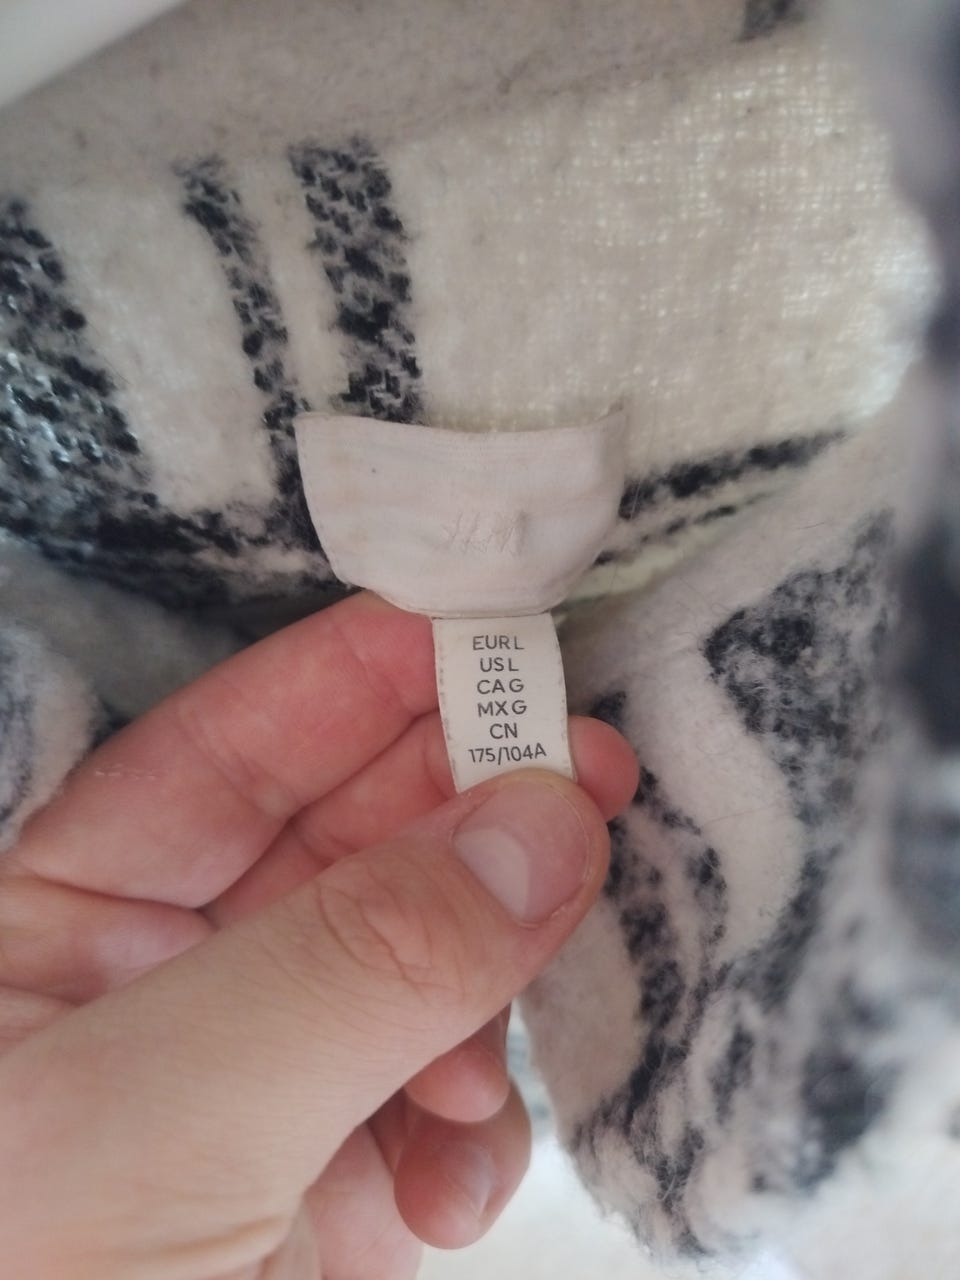 EUR L
US L
CA G
MX G
CN
175/104A